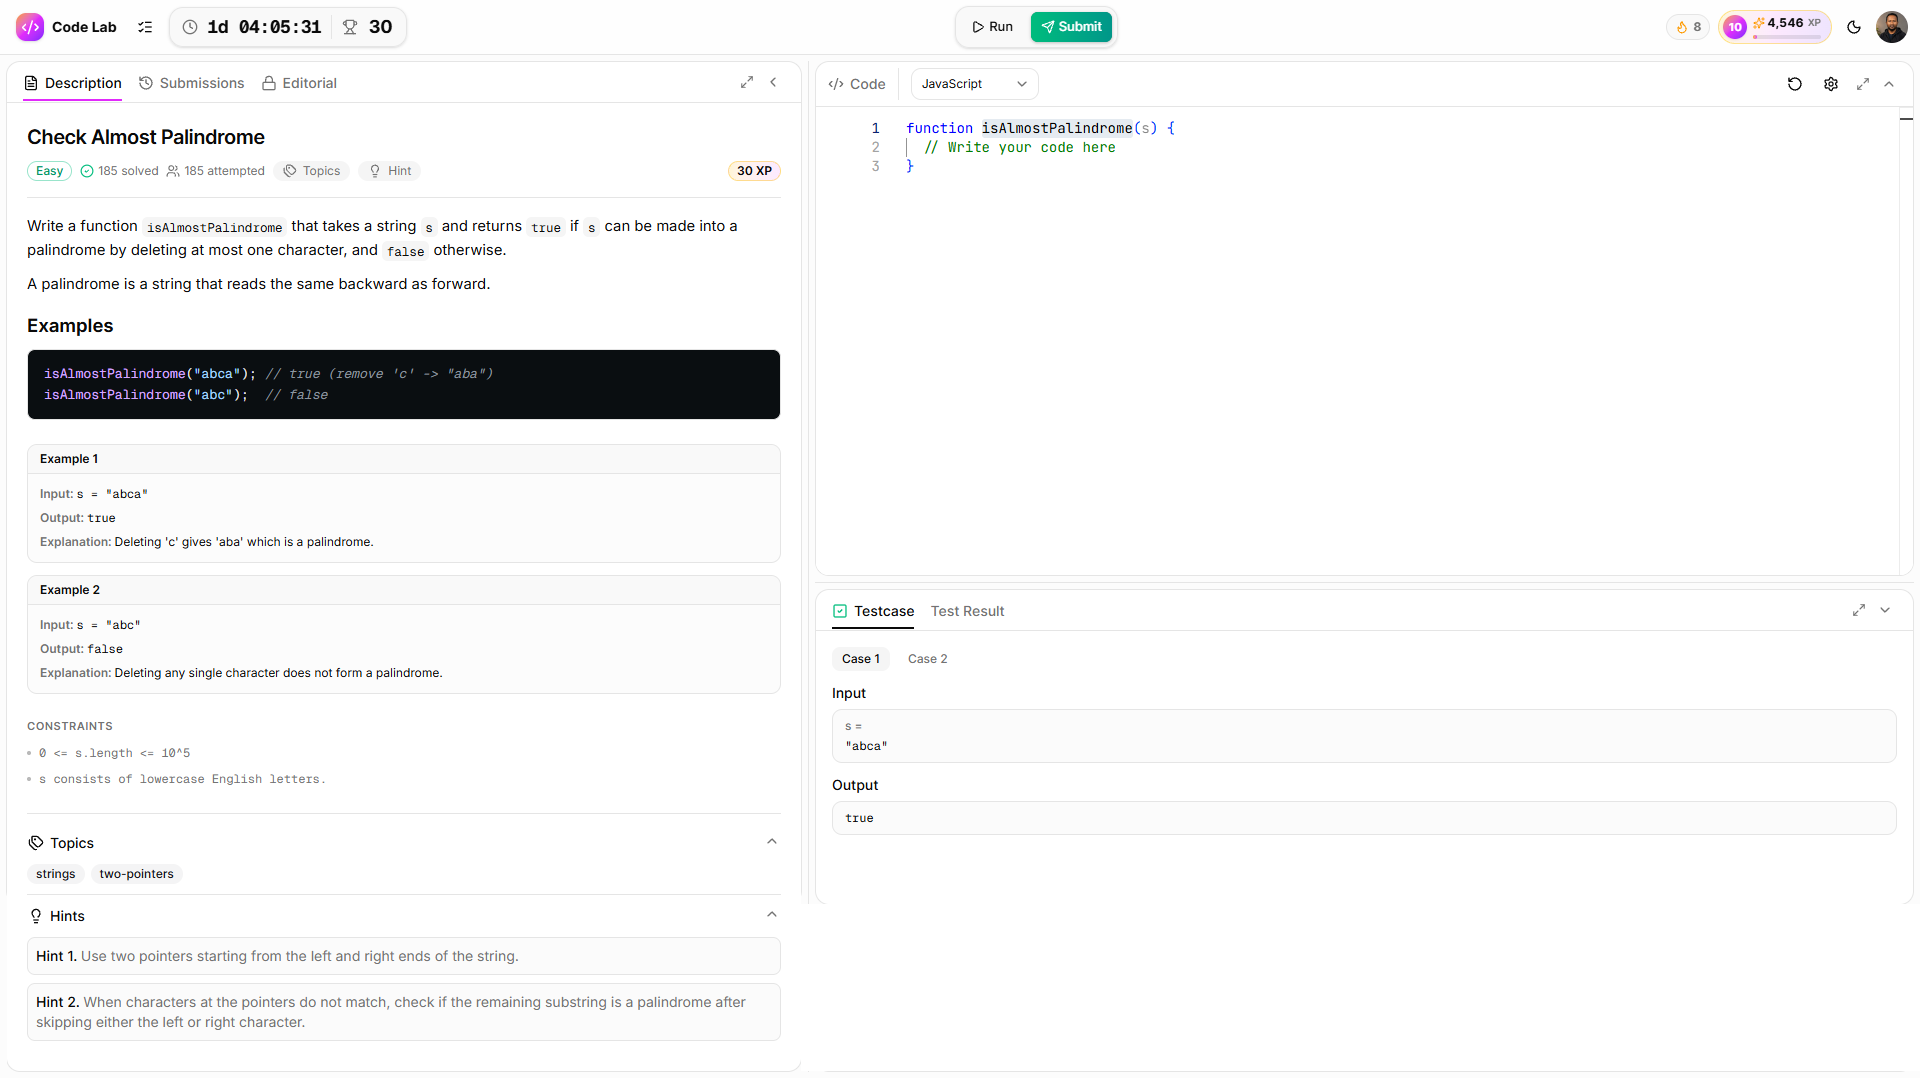 Code Lab
1d 04:05:31
30
Run
Submit
8
10
4,546 XP
Description
Submissions
Editorial
Check Almost Palindrome
Easy
185 solved
185 attempted
Topics
Hint
30 XP
Write a function isAlmostPalindrome that takes a string s and returns true if s can be made into a
palindrome by deleting at most one character, and false otherwise.
A palindrome is a string that reads the same backward as forward.
Examples
isAlmostPalindrome("abca"); // true (remove 'c' -> "aba")
isAlmostPalindrome("abc");  // false
Example 1
Input: s = "abca"
Output: true
Explanation: Deleting 'c' gives 'aba' which is a palindrome.
Example 2
Input: s = "abc"
Output: false
Explanation: Deleting any single character does not form a palindrome.
CONSTRAINTS
• 0 <= s.length <= 10^5
• s consists of lowercase English letters.
Topics
strings
two-pointers
Hints
Hint 1. Use two pointers starting from the left and right ends of the string.
Hint 2. When characters at the pointers do not match, check if the remaining substring is a palindrome after
skipping either the left or right character.
</> Code
JavaScript
1 function isAlmostPalindrome(s) {
2   // Write your code here
3 }
Testcase
Test Result
Case 1
Case 2
Input
s =
"abca"
Output
true